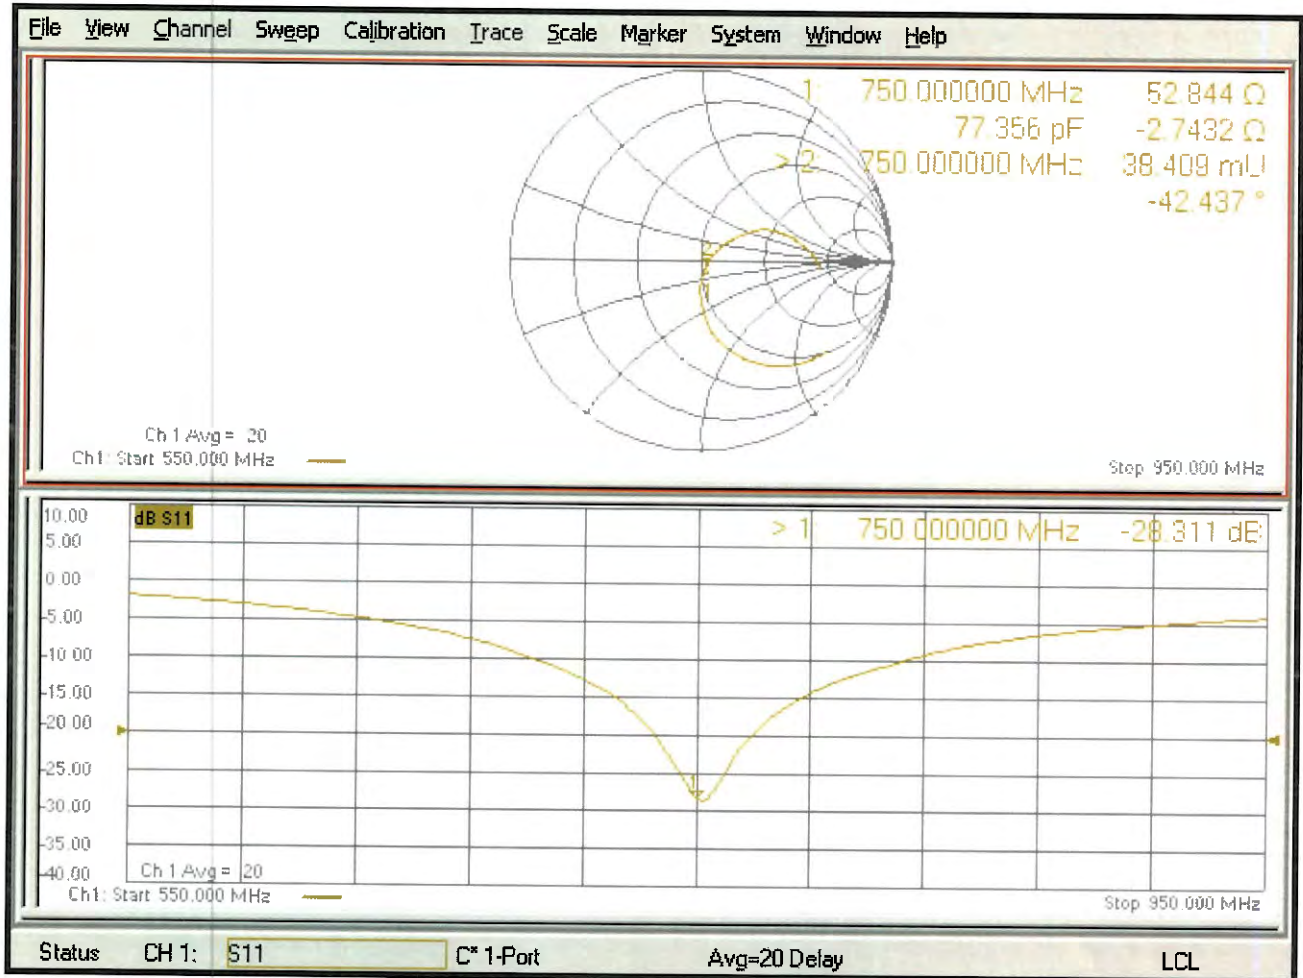 File View Channel Sweep Calibration Trace Scale Marker System Window Help
1: 750.000000 MHz 52.844 Ω
77.356 pF -2.7432 Ω
> 2: 750.000000 MHz 38.409 mU
-42.437 °
Ch 1 Avg = 20
Ch1: Start 550.000 MHz
Stop 950.000 MHz
10.00
dB S11
> 1: 750.000000 MHz -28.311 dB
5.00
0.00
-5.00
-10.00
-15.00
-20.00
-25.00
1
-30.00
-35.00
-40.00
Ch 1 Avg = 20
Ch1: Start 550.000 MHz
Stop 950.000 MHz
Status CH 1: S11 C* 1-Port Avg=20 Delay LCL